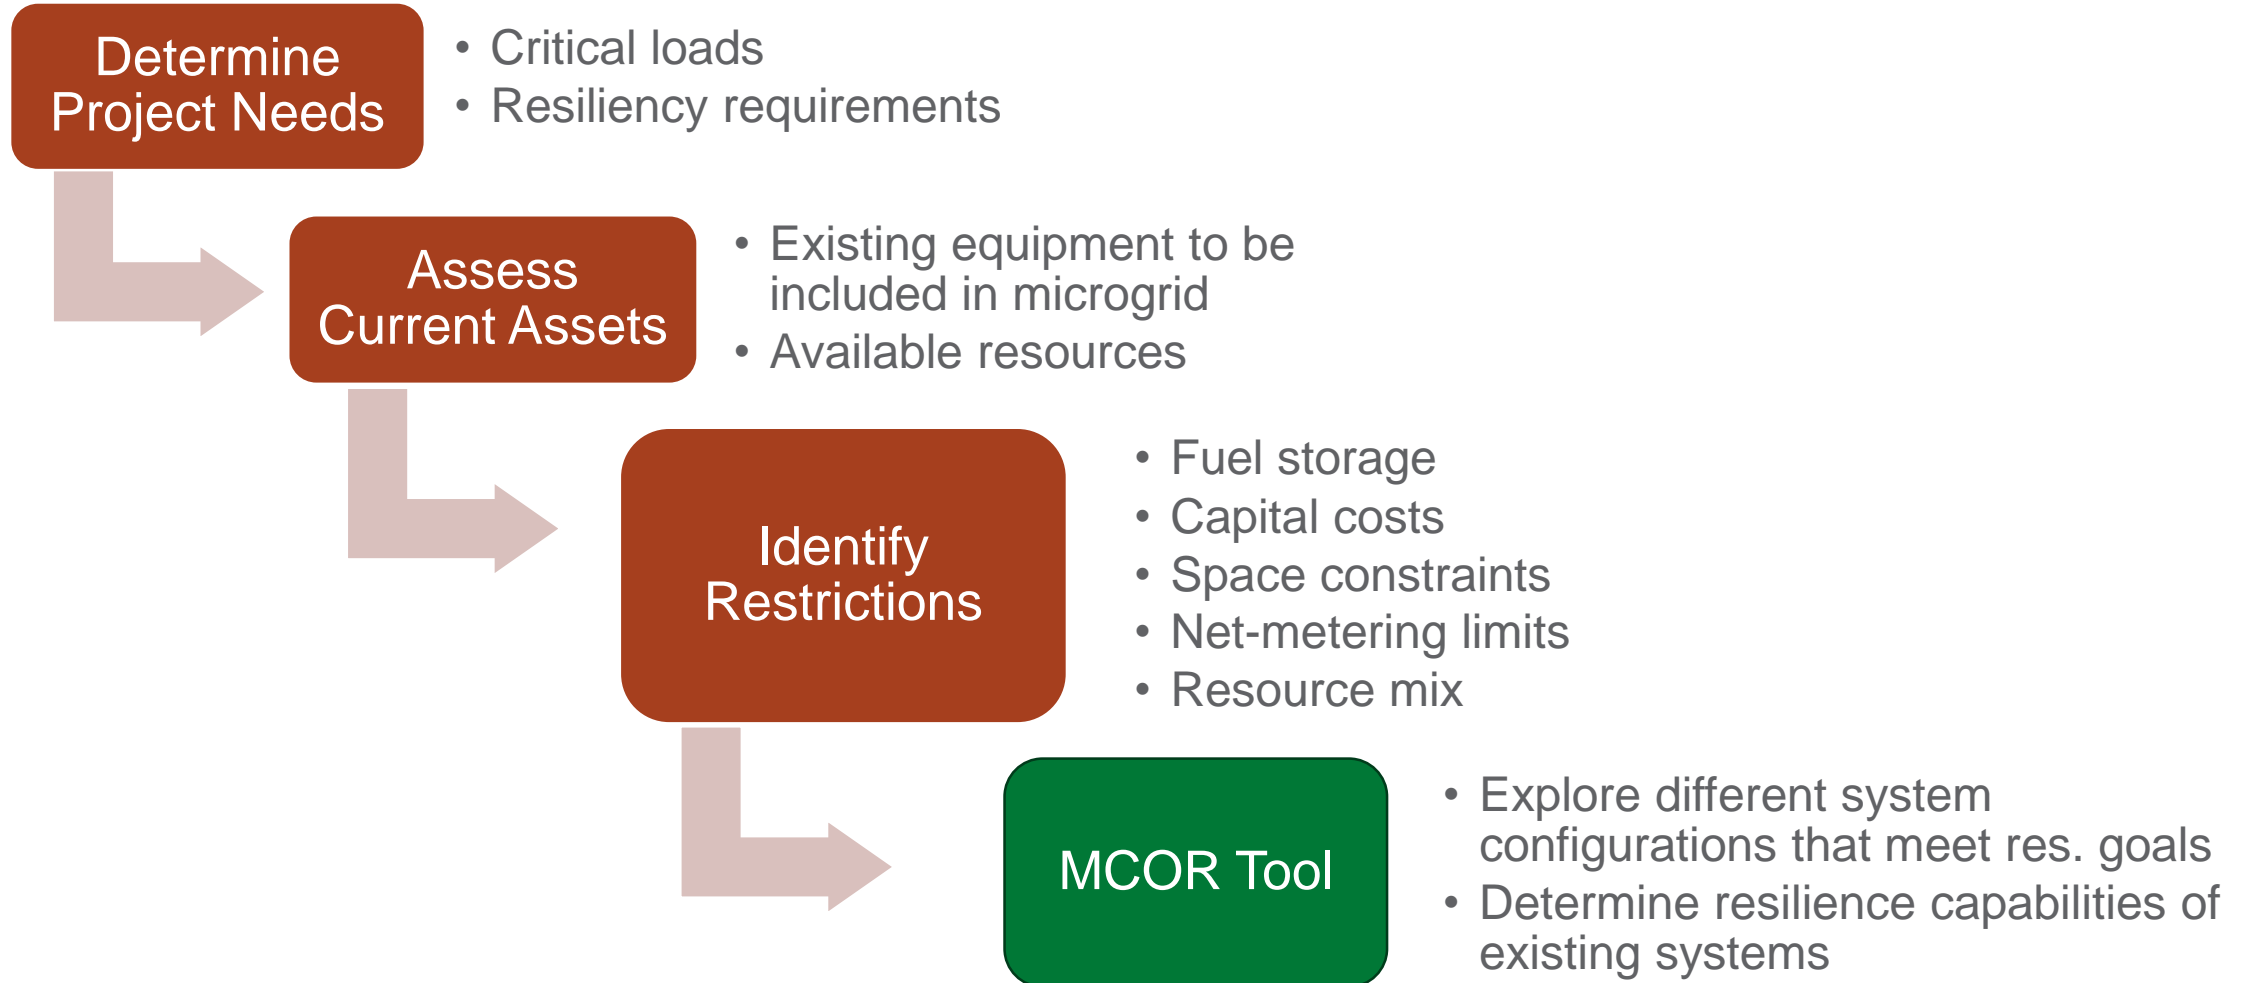 Determine
Project Needs
• Critical loads
• Resiliency requirements
Assess
Current Assets
• Existing equipment to be
included in microgrid
• Available resources
Identify
Restrictions
• Fuel storage
• Capital costs
• Space constraints
• Net-metering limits
• Resource mix
MCOR Tool
• Explore different system
configurations that meet res. goals
• Determine resilience capabilities of
existing systems